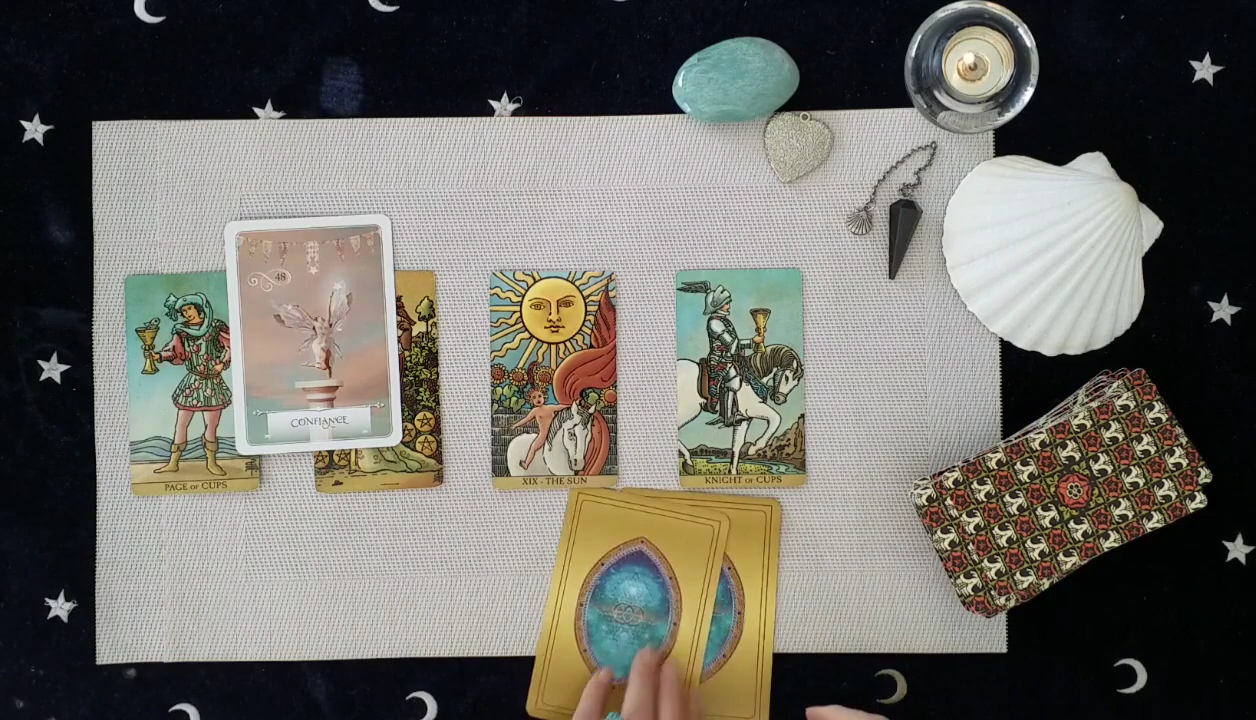 48
CONFIANCE
PAGE OF CUPS
XIX - THE SUN
KNIGHT OF CUPS